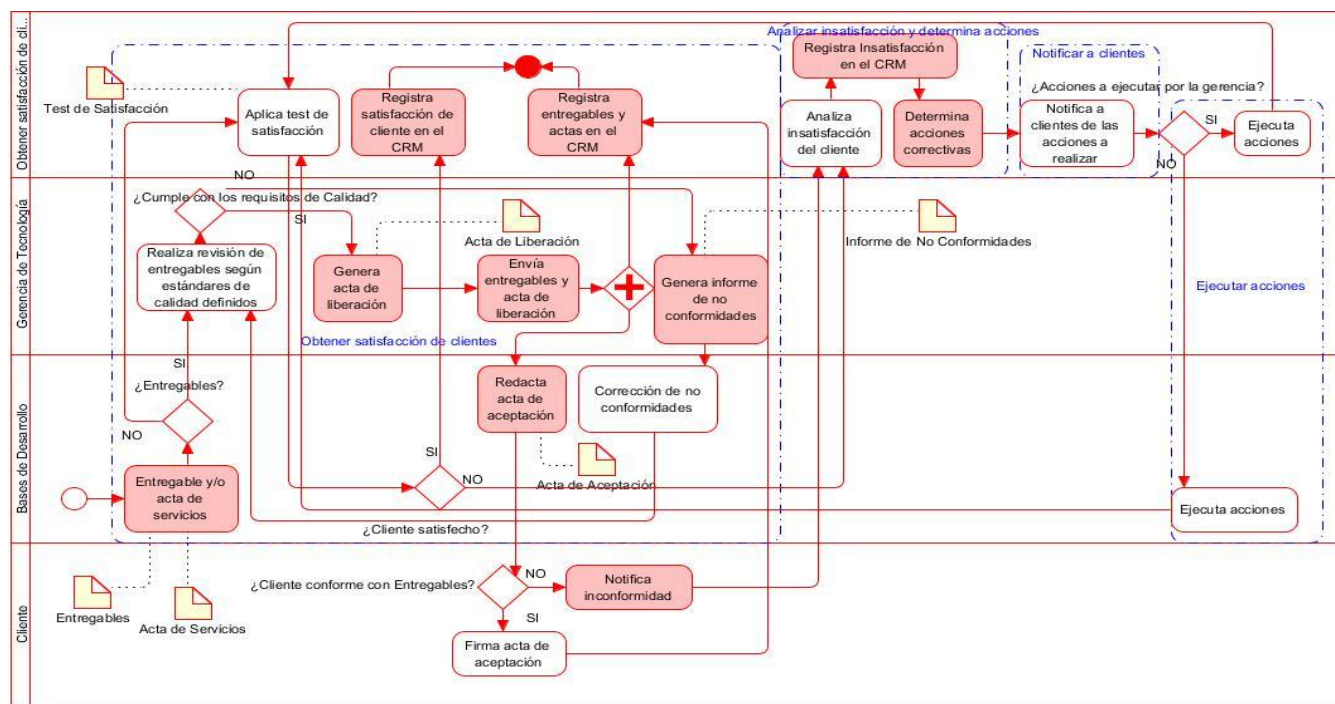 Obtener satisfacción de cli...
Analizar insatisfacción y determina acciones
Registra Insatisfacción
en el CRM
Notificar a clientes
¿Acciones a ejecutar por la gerencia?
Test de Satisfacción
Aplica test de
satisfacción
Registra
satisfacción de
cliente en el
CRM
Registra
entregables y
actas en el
CRM
Analiza
insatisfacción
del cliente
Determina
acciones
correctivas
Notifica a
clientes de las
acciones a
realizar
SI
NO
Ejecuta
acciones
Gerencia de Tecnología
NO
¿Cumple con los requisitos de Calidad?
SI
Realiza revisión de
entregables según
estándares de
calidad definidos
Genera
acta de
liberación
Acta de Liberación
Envía
entregables y
acta de
liberación
Genera informe
de no
conformidades
Informe de No Conformidades
Ejecutar acciones
Obtener satisfacción de clientes
Bases de Desarrollo
SI
¿Entregables?
NO
Entregable y/o
acta de
servicios
Redacta
acta de
aceptación
Corrección de no
conformidades
SI
NO
Acta de Aceptación
¿Cliente satisfecho?
Ejecuta acciones
Cliente
Entregables
Acta de Servicios
¿Cliente conforme con Entregables?
NO
Notifica
inconformidad
SI
Firma acta de
aceptación